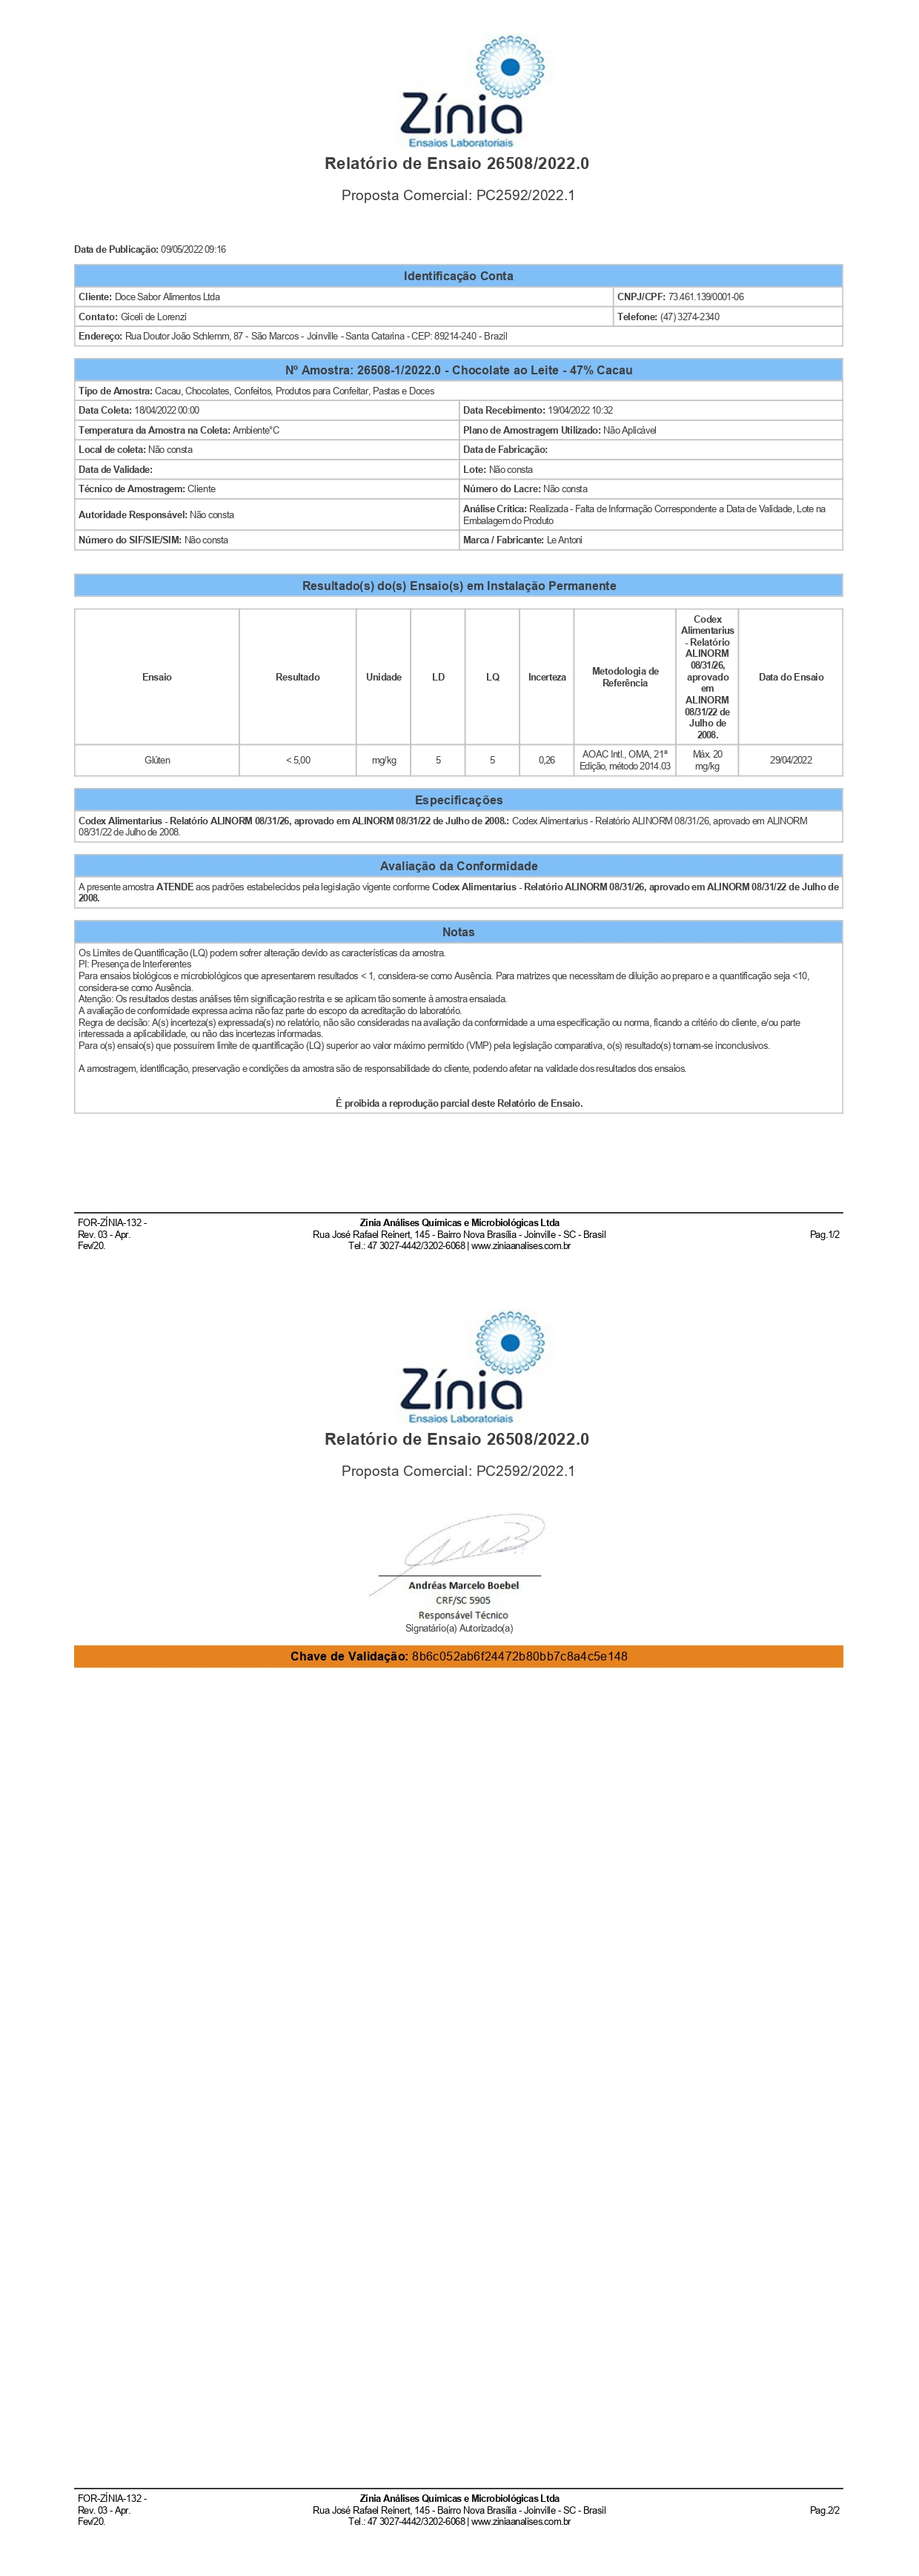 Zínia
Ensaios Laboratoriais
Relatório de Ensaio 26508/2022.0
Proposta Comercial: PC2592/2022.1
Data de Publicação: 09/05/2022 09:16
Identificação Conta
Cliente: Doce Sabor Alimentos Ltda
CNPJ/CPF: 73.461.139/0001-06
Contato: Giceli de Lorenzi
Telefone: (47) 3274-2340
Endereço: Rua Doutor João Schlemm, 87 - São Marcos - Joinville - Santa Catarina - CEP: 89214-240 - Brazil
Nº Amostra: 26508-1/2022.0 - Chocolate ao Leite - 47% Cacau
Tipo de Amostra: Cacau, Chocolates, Confeitos, Produtos para Confeitar, Pastas e Doces
Data Coleta: 18/04/2022 00:00
Data Recebimento: 19/04/2022 10:32
Temperatura da Amostra na Coleta: Ambiente°C
Plano de Amostragem Utilizado: Não Aplicável
Local de coleta: Não consta
Data de Fabricação:
Data de Validade:
Lote: Não consta
Técnico de Amostragem: Cliente
Número do Lacre: Não consta
Autoridade Responsável: Não consta
Análise Crítica: Realizada - Falta de Informação Correspondente a Data de Validade, Lote na
Embalagem do Produto
Número do SIF/SIE/SIM: Não consta
Marca / Fabricante: Le Antoni
Resultado(s) do(s) Ensaio(s) em Instalação Permanente
Ensaio
Resultado
Unidade
LD
LQ
Incerteza
Metodologia de
Referência
Codex
Alimentarius
- Relatório
ALINORM
08/31/26,
aprovado
em
ALINORM
08/31/22 de
Julho de
2008.
Data do Ensaio
Glúten
< 5,00
mg/kg
5
5
0,26
AOAC Intl., OMA, 21ª
Edição, método 2014.03
Máx. 20
mg/kg
29/04/2022
Especificações
Codex Alimentarius - Relatório ALINORM 08/31/26, aprovado em ALINORM 08/31/22 de Julho de 2008.: Codex Alimentarius - Relatório ALINORM 08/31/26, aprovado em ALINORM
08/31/22 de Julho de 2008.
Avaliação da Conformidade
A presente amostra ATENDE aos padrões estabelecidos pela legislação vigente conforme Codex Alimentarius - Relatório ALINORM 08/31/26, aprovado em ALINORM 08/31/22 de Julho de
2008.
Notas
Os Limites de Quantificação (LQ) podem sofrer alteração devido as características da amostra.
PI: Presença de Interferentes
Para ensaios biológicos e microbiológicos que apresentarem resultados < 1, considera-se como Ausência. Para matrizes que necessitam de diluição ao preparo e a quantificação seja <10,
considera-se como Ausência.
Atenção: Os resultados destas análises têm significação restrita e se aplicam tão somente à amostra ensaiada.
A avaliação de conformidade expressa acima não faz parte do escopo da acreditação do laboratório.
Regra de decisão: A(s) incerteza(s) expressada(s) no relatório, não são consideradas na avaliação da conformidade a uma especificação ou norma, ficando a critério do cliente, e/ou parte
interessada a aplicabilidade, ou não das incertezas informadas.
Para o(s) ensaio(s) que possuírem limite de quantificação (LQ) superior ao valor máximo permitido (VMP) pela legislação comparativa, o(s) resultado(s) tornam-se inconclusivos.
A amostragem, identificação, preservação e condições da amostra são de responsabilidade do cliente, podendo afetar na validade dos resultados dos ensaios.
É proibida a reprodução parcial deste Relatório de Ensaio.
FOR-ZÍNIA-132 -
Rev. 03 - Apr.
Fev/20.
Zínia Análises Químicas e Microbiológicas Ltda
Rua José Rafael Reinert, 145 - Bairro Nova Brasília - Joinville - SC - Brasil
Tel.: 47 3027-4442/3202-6068 | www.ziniaanalises.com.br
Pag.1/2
Zínia
Ensaios Laboratoriais
Relatório de Ensaio 26508/2022.0
Proposta Comercial: PC2592/2022.1
Andréas Marcelo Boebel
CRF/SC 5905
Responsável Técnico
Signatário(a) Autorizado(a)
Chave de Validação: 8b6c052ab6f24472b80bb7c8a4c5e148
FOR-ZÍNIA-132 -
Rev. 03 - Apr.
Fev/20.
Zínia Análises Químicas e Microbiológicas Ltda
Rua José Rafael Reinert, 145 - Bairro Nova Brasília - Joinville - SC - Brasil
Tel.: 47 3027-4442/3202-6068 | www.ziniaanalises.com.br
Pag.2/2